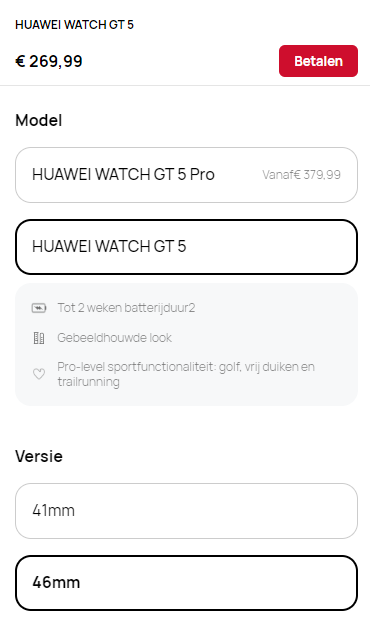 HUAWEI WATCH GT 5
€ 269,99
Betalen
Model
HUAWEI WATCH GT 5 Pro
Vanaf€ 379,99
HUAWEI WATCH GT 5
Tot 2 weken batterijduur2
Gebeeldhouwde look
Pro-level sportfunctionaliteit: golf, vrij duiken en
trailrunning
Versie
41mm
46mm